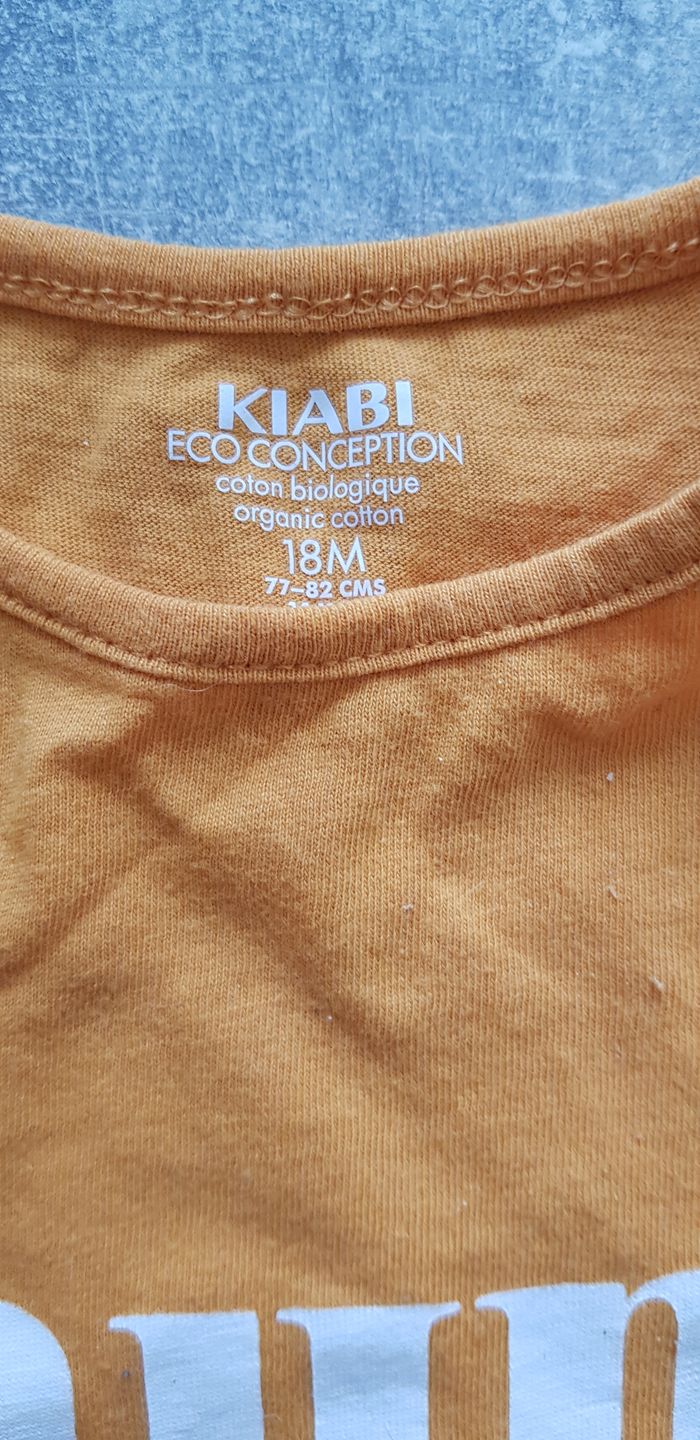 KIABI
ECO CONCEPTION
coton biologique
organic cotton
18M
77-82 CMS